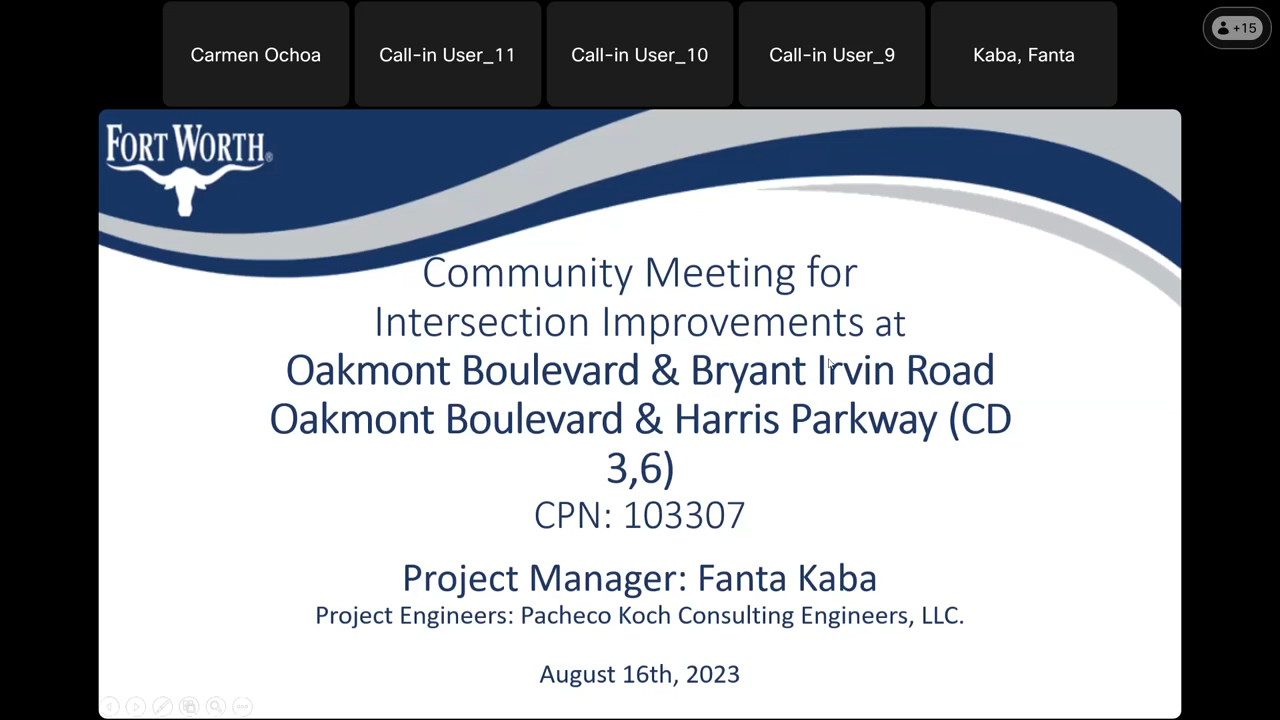 Carmen Ochoa
Call-in User_11
Call-in User_10
Call-in User_9
Kaba, Fanta
+15
FORT WORTH®
Community Meeting for
Intersection Improvements at
Oakmont Boulevard & Bryant Irvin Road
Oakmont Boulevard & Harris Parkway (CD
3,6)
CPN: 103307
Project Manager: Fanta Kaba
Project Engineers: Pacheco Koch Consulting Engineers, LLC.
August 16th, 2023